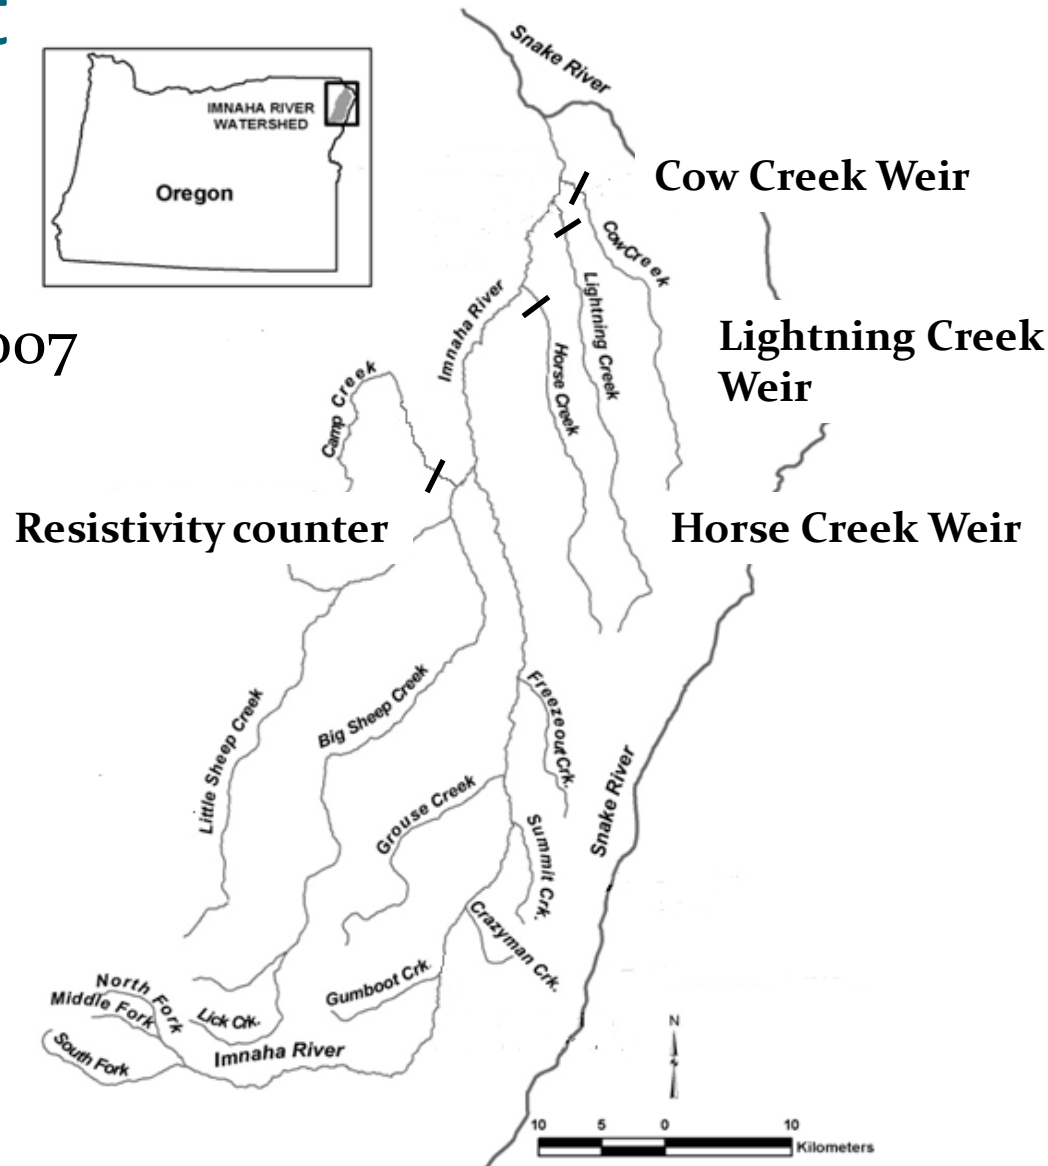 t
Snake River
IMNAHA RIVER
WATERSHED
Oregon
Cow Creek Weir
Cow Creek
Lightning Creek
Imnaha River
007
Lightning Creek
Weir
Horse Creek
Camp Creek
Resistivity counter
Horse Creek Weir
Freezeout Crk.
Big Sheep Creek
Little Sheep Creek
Snake River
Grouse Creek
Summit Crk.
Crazyman Crk.
Gumboot Crk.
North Fork
Middle Fork
Lick Crk.
South Fork
Imnaha River
N
10 5 0 10
Kilometers